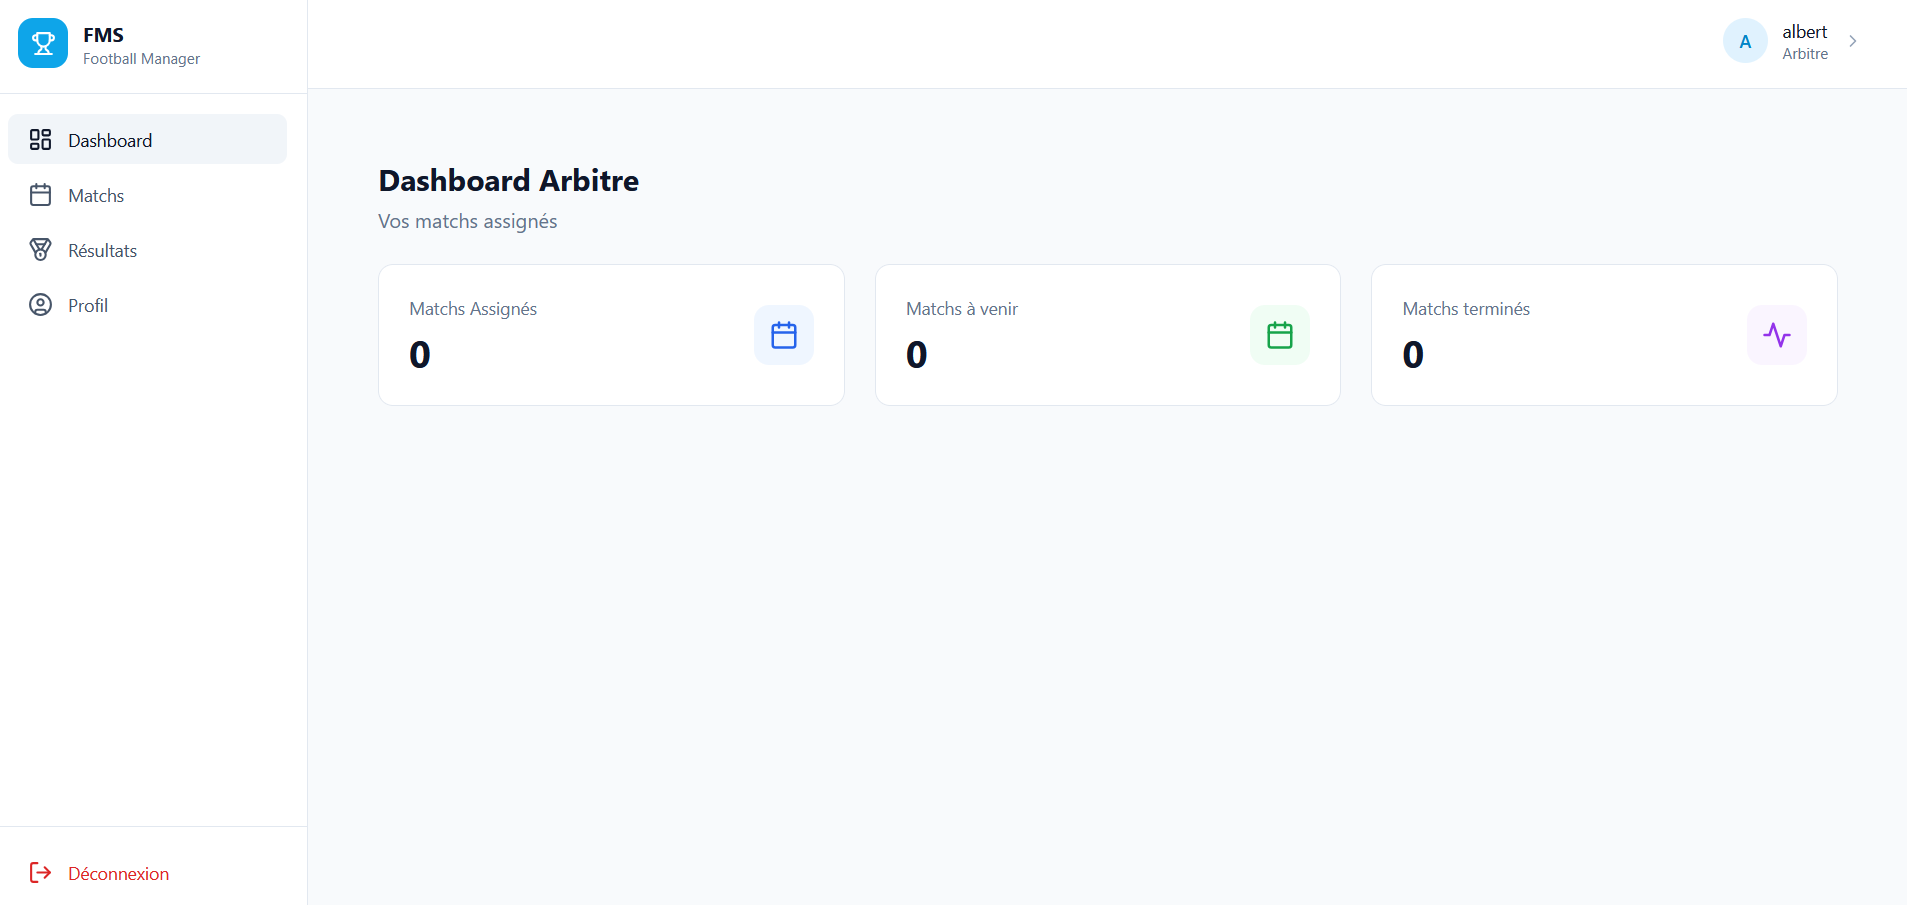 FMS
Football Manager
Dashboard
Matchs
Résultats
Profil
Déconnexion
A
albert
Arbitre
Dashboard Arbitre
Vos matchs assignés
Matchs Assignés
0
Matchs à venir
0
Matchs terminés
0